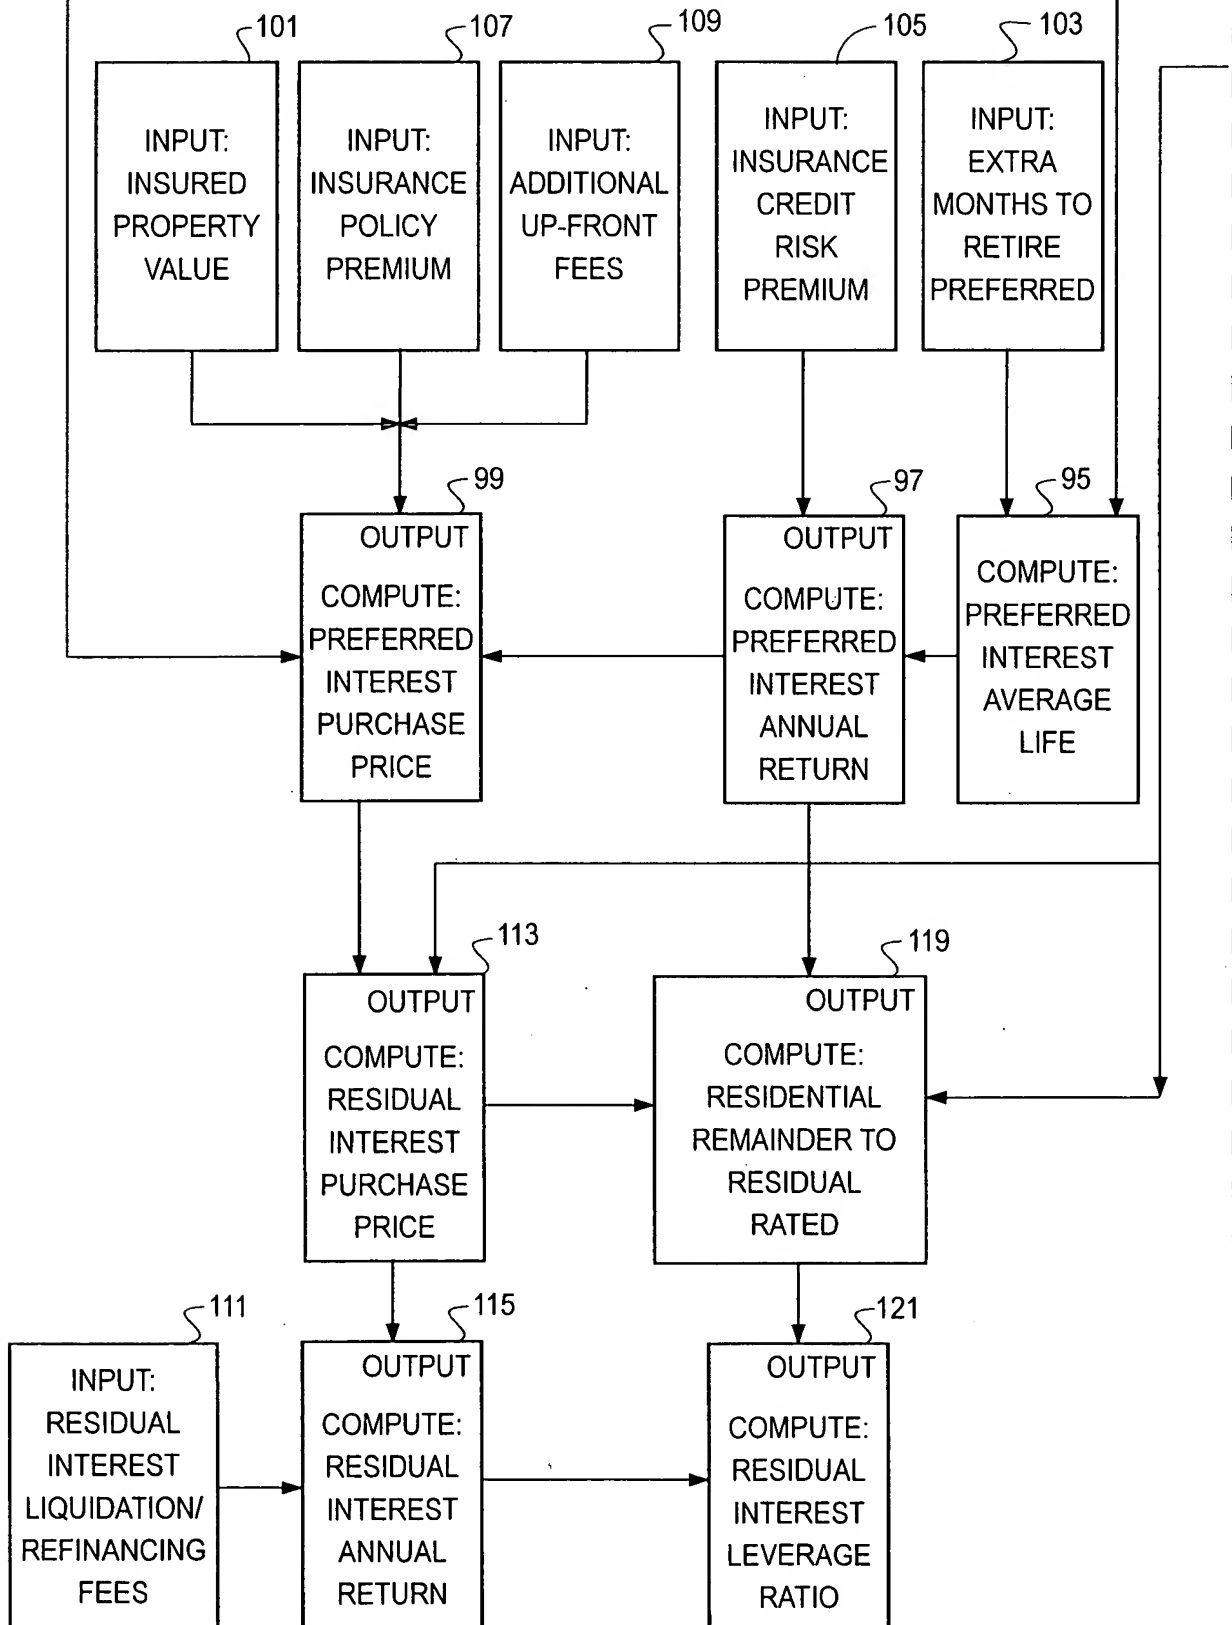 101
INPUT:
INSURED
PROPERTY
VALUE
107
INPUT:
INSURANCE
POLICY
PREMIUM
109
INPUT:
ADDITIONAL
UP-FRONT
FEES
105
INPUT:
INSURANCE
CREDIT
RISK
PREMIUM
103
INPUT:
EXTRA
MONTHS TO
RETIRE
PREFERRED
99
OUTPUT
COMPUTE:
PREFERRED
INTEREST
PURCHASE
PRICE
97
OUTPUT
COMPUTE:
PREFERRED
INTEREST
ANNUAL
RETURN
95
COMPUTE:
PREFERRED
INTEREST
AVERAGE
LIFE
113
OUTPUT
COMPUTE:
RESIDUAL
INTEREST
PURCHASE
PRICE
119
OUTPUT
COMPUTE:
RESIDENTIAL
REMAINDER TO
RESIDUAL
RATED
111
INPUT:
RESIDUAL
INTEREST
LIQUIDATION/
REFINANCING
FEES
115
OUTPUT
COMPUTE:
RESIDUAL
INTEREST
ANNUAL
RETURN
121
OUTPUT
COMPUTE:
RESIDUAL
INTEREST
LEVERAGE
RATIO